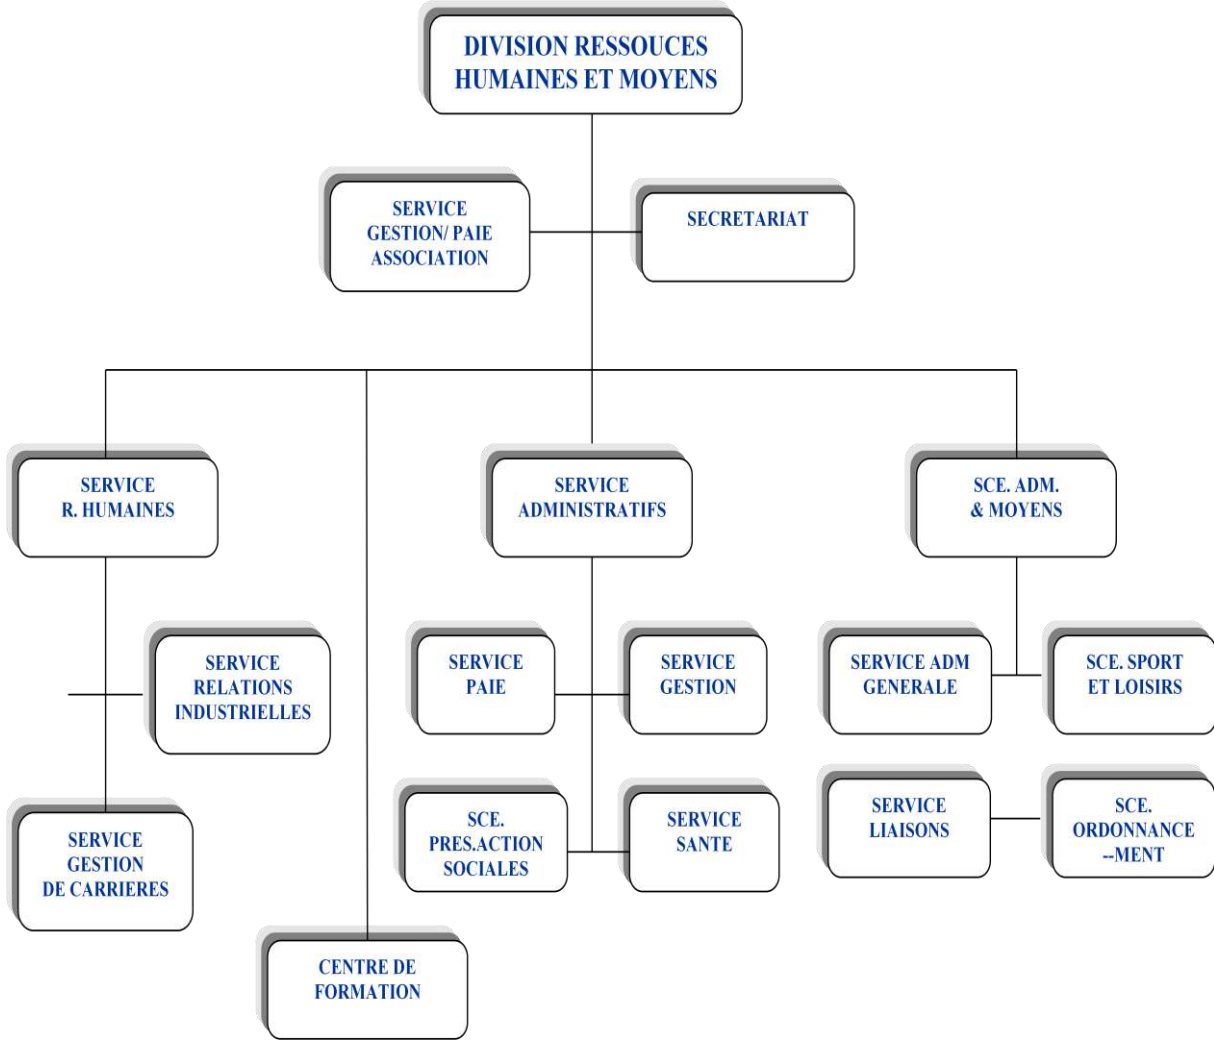 DIVISION RESSOUCES
HUMAINES ET MOYENS
SERVICE
GESTION/ PAIE
ASSOCIATION
SECRETARIAT
SERVICE
R. HUMAINES
SERVICE
ADMINISTRATIFS
SCE. ADM.
& MOYENS
SERVICE
RELATIONS
INDUSTRIELLES
SERVICE
PAIE
SERVICE
GESTION
SERVICE ADM
GENERALE
SCE. SPORT
ET LOISIRS
SERVICE
GESTION
DE CARRIERES
SCE.
PRES.ACTION
SOCIALES
SERVICE
SANTE
SERVICE
LIAISONS
SCE.
ORDONNANCE
--MENT
CENTRE DE
FORMATION